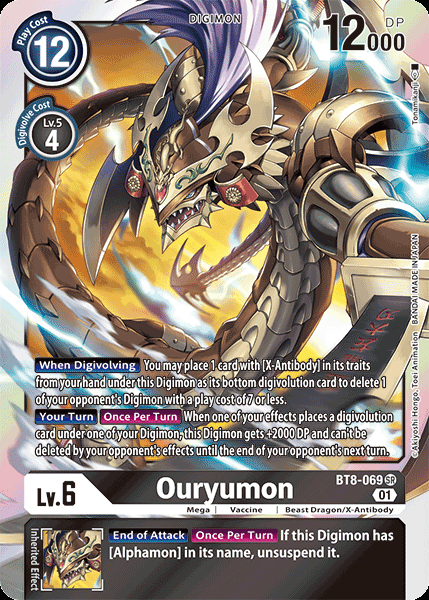 Play Cost
12
DIGIMON
12000
DP
Digivolve Cost
Lv.5
4
Tonamikanji
When Digivolving You may place 1 card with [X-Antibody] in its traits
from your hand under this Digimon as its bottom digivolution card to delete 1
of your opponent's Digimon with a play cost of 7 or less.
Your Turn Once Per Turn When one of your effects places a digivolution
card under one of your Digimon, this Digimon gets +2000 DP and can't be
deleted by your opponent's effects until the end of your opponent's next turn.
©Akiyoshi Hongo, Toei Animation BANDAI MADE IN JAPAN
Lv.6
Ouryumon
BT8-069 SR
01
Mega | Vaccine | Beast Dragon/X-Antibody
Inherited Effect
End of Attack Once Per Turn If this Digimon has
[Alphamon] in its name, unsuspend it.